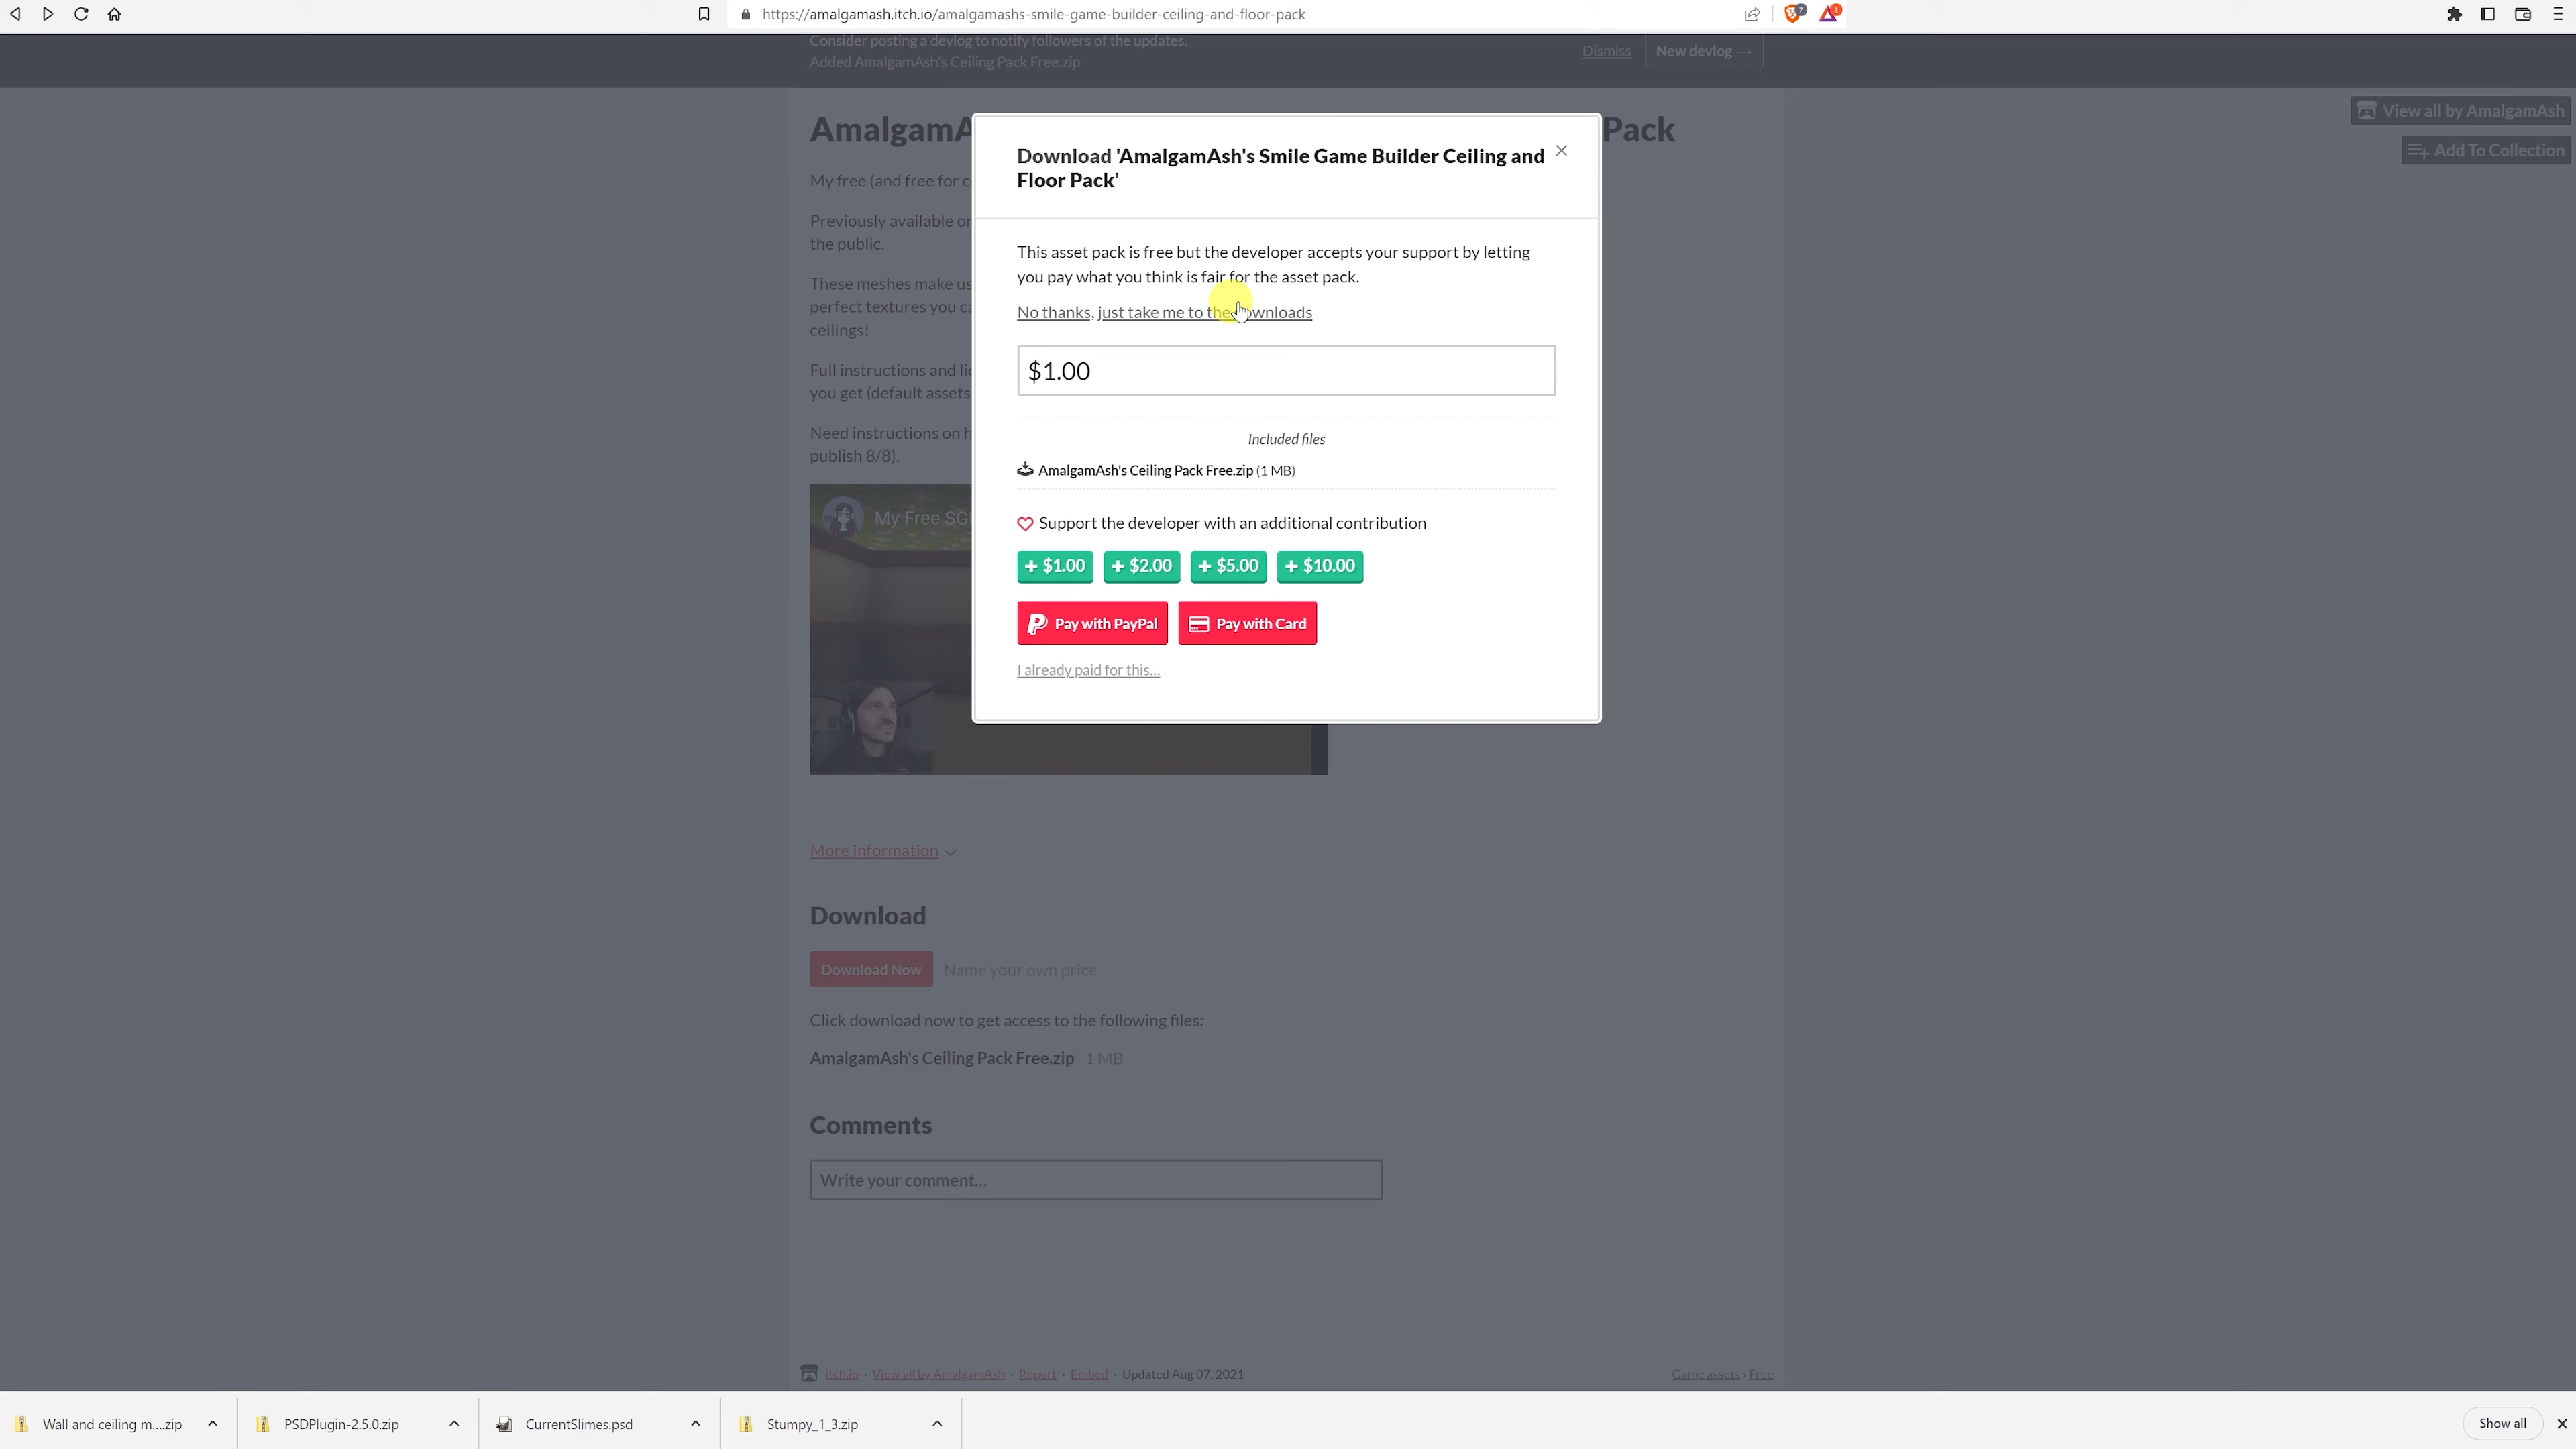 https://amalgamash.itch.io/amalgamashs-smile-game-builder-ceiling-and-floor-pack
7
3
Consider posting a devlog to notify followers of the updates.
Added AmalgamAsh's Ceiling Pack Free.zip
Dismiss
New devlog →
View all by AmalgamAsh
Add To Collection
AmalgamA
Pack
My free (and free for c
Previously available or
the public.
These meshes make us
perfect textures you ca
ceilings!
Full instructions and lic
you get (default assets
Need instructions on h
publish 8/8).
My Free SG
Download 'AmalgamAsh's Smile Game Builder Ceiling and
Floor Pack'
This asset pack is free but the developer accepts your support by letting
you pay what you think is fair for the asset pack.
No thanks, just take me to the downloads
$1.00
Included files
AmalgamAsh's Ceiling Pack Free.zip (1 MB)
Support the developer with an additional contribution
+ $1.00
+ $2.00
+ $5.00
+ $10.00
Pay with PayPal
Pay with Card
I already paid for this...
More information
Download
Download Now
Name your own price
Click download now to get access to the following files:
AmalgamAsh's Ceiling Pack Free.zip 1 MB
Comments
Write your comment...
itch.io · View all by AmalgamAsh · Report · Embed · Updated Aug 07, 2021
Game assets › Free
Wall and ceiling m....zip
PSDPlugin-2.5.0.zip
CurrentSlimes.psd
Stumpy_1_3.zip
Show all